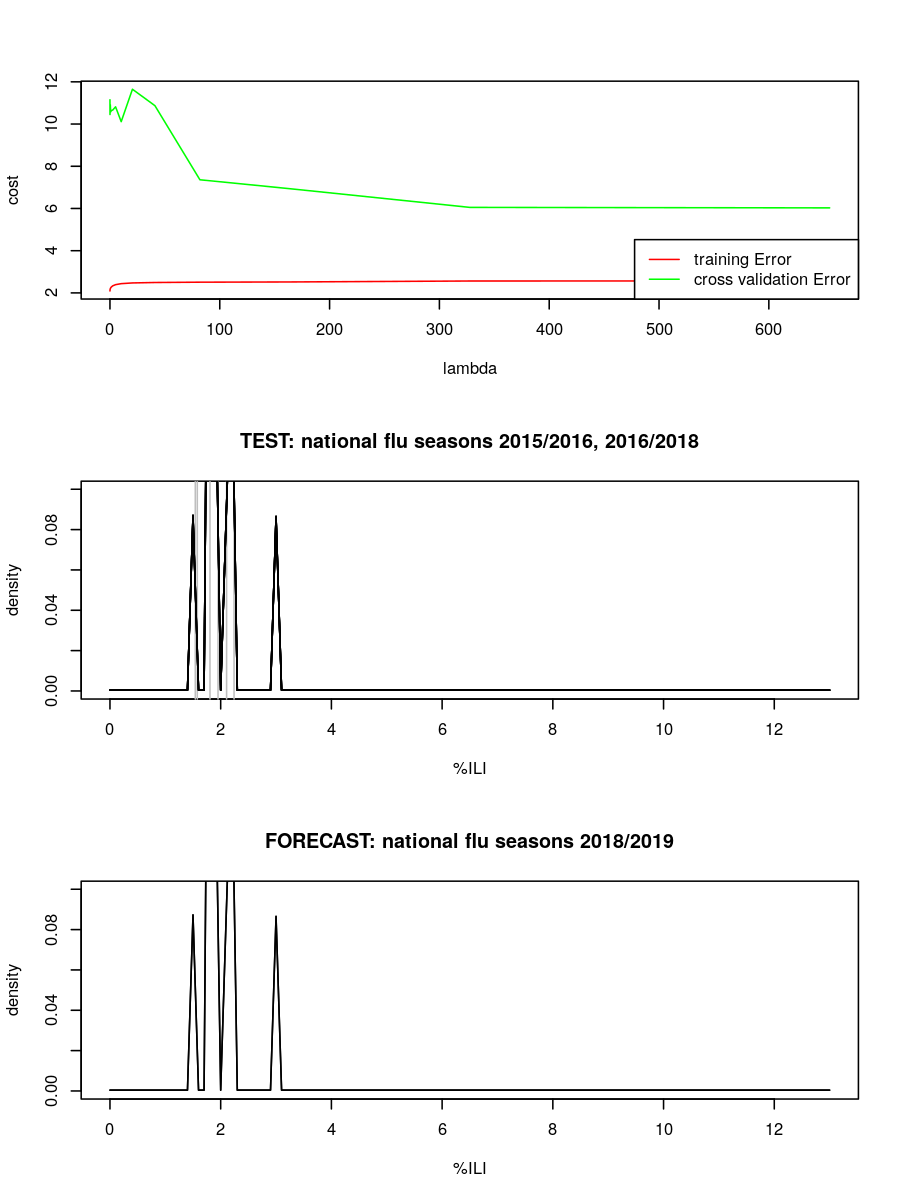 12
10
8
6
4
2
cost
training Error
cross validation Error
0 100 200 300 400 500 600
lambda
TEST: national flu seasons 2015/2016, 2016/2018
0.08
0.04
0.00
density
0 2 4 6 8 10 12
%ILI
FORECAST: national flu seasons 2018/2019
0.08
0.04
0.00
density
0 2 4 6 8 10 12
%ILI